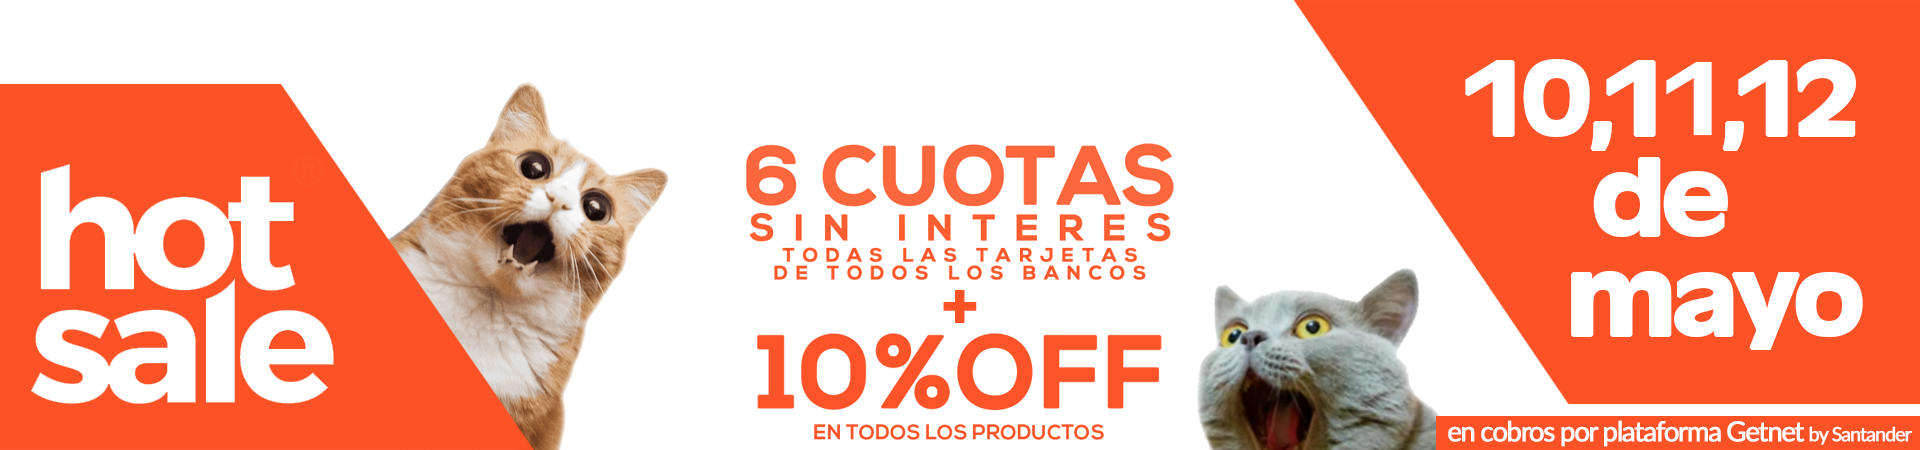 hot
sale
6 CUOTAS
SIN INTERES
TODAS LAS TARJETAS
DE TODOS LOS BANCOS
+
10%OFF
EN TODOS LOS PRODUCTOS
10,11,12
de
mayo
en cobros por plataforma Getnet by Santander